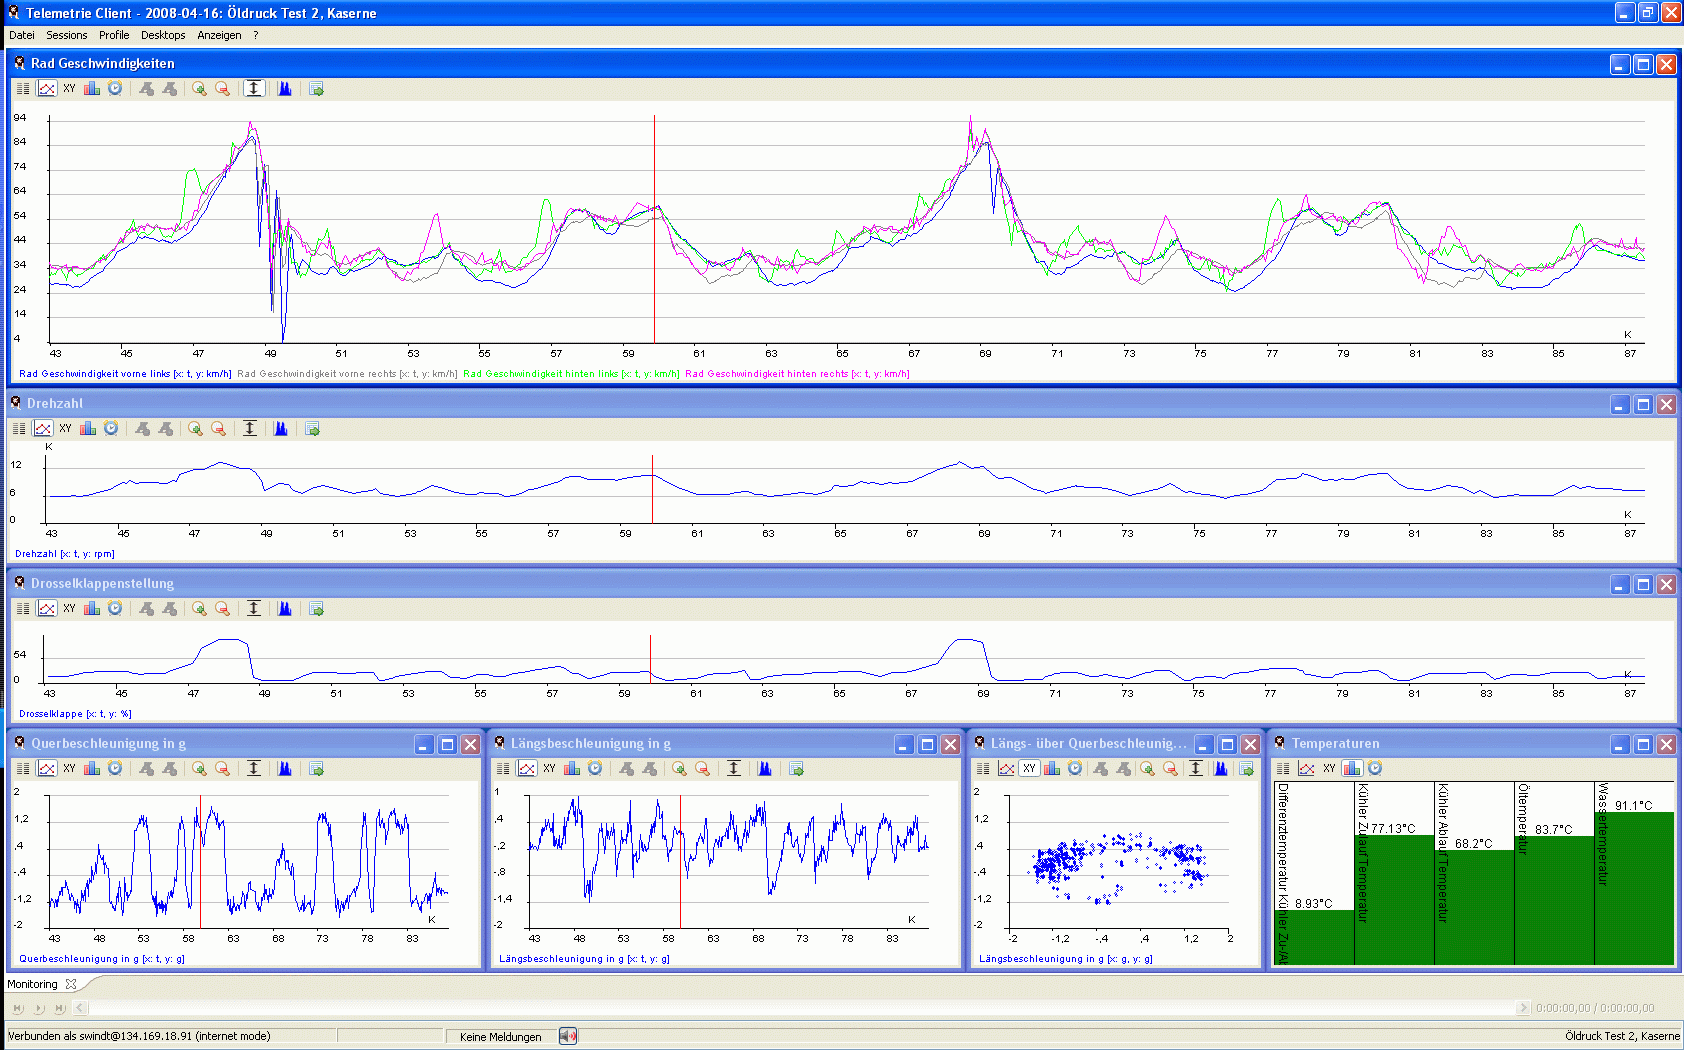 Telemetrie Client - 2008-04-16: Öldruck Test 2, Kaserne
Datei Sessions Profile Desktops Anzeigen ?
Rad Geschwindigkeiten
XY
94
84
74
64
54
44
34
24
14
4
K
43 45 47 49 51 53 55 57 59 61 63 65 67 69 71 73 75 77 79 81 83 85 87
Rad Geschwindigkeit vorne links [x: t, y: km/h] Rad Geschwindigkeit vorne rechts [x: t, y: km/h] Rad Geschwindigkeit hinten links [x: t, y: km/h] Rad Geschwindigkeit hinten rechts [x: t, y: km/h]
Drehzahl
XY
K
12
6
0
K
43 45 47 49 51 53 55 57 59 61 63 65 67 69 71 73 75 77 79 81 83 85 87
Drehzahl [x: t, y: rpm]
Drosselklappenstellung
XY
54
0
K
43 45 47 49 51 53 55 57 59 61 63 65 67 69 71 73 75 77 79 81 83 85 87
Drosselklappe [x: t, y: %]
Querbeschleunigung in g
XY
2
1,2
,4
-,4
-1,2
-2
K
43 48 53 58 63 68 73 78 83
Querbeschleunigung in g [x: t, y: g]
Längsbeschleunigung in g
XY
1
,4
-,2
-,8
-1,4
-2
K
43 48 53 58 63 68 73 78 83
Längsbeschleunigung in g [x: t, y: g]
Längs- über Querbeschleunig...
XY
2
1,2
,4
-,4
-1,2
-2
-2 -1,2 -,4 ,4 1,2 2
Längsbeschleunigung in g [x: g, y: g]
Temperaturen
XY
Differenztemperatur Kühler Zu-/Ab
8.93°C
Kühler Zulauf Temperatur
77.13°C
Kühler Ablauf Temperatur
68.2°C
Öltemperatur
83.7°C
Wassertemperatur
91.1°C
Monitoring
0:00:00,00 / 0:00:00,00
Verbunden als swindt@134.169.18.91 (internet mode)
Keine Meldungen
Öldruck Test 2, Kaserne